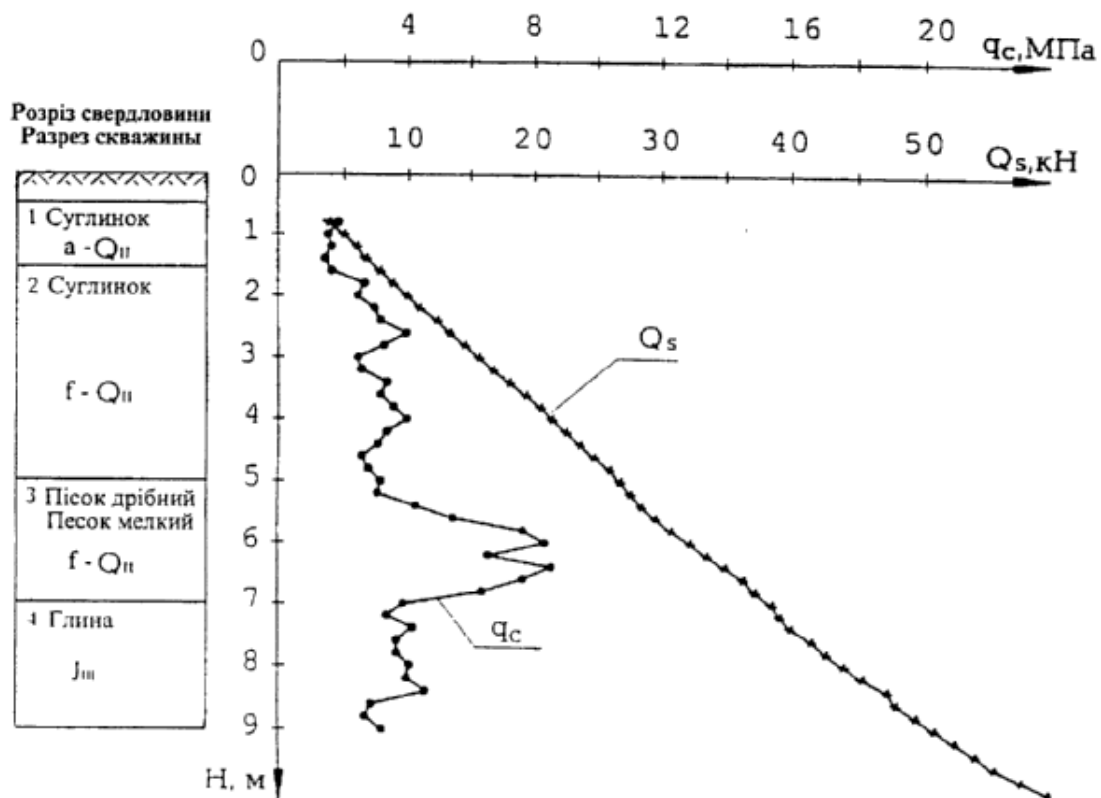 4 8 12 16 20
0 qc, МПа
Розріз свердловини
Разрез скважины
10 20 30 40 50
0 Qs, кН
1 Суглинок
a - QII
1
2 Суглинок
2
3
Qs
f - QII
4
5
3 Пісок дрібний
Песок мелкий
f - QII
6
7
4 Глина
qc
JIII
8
9
H, м